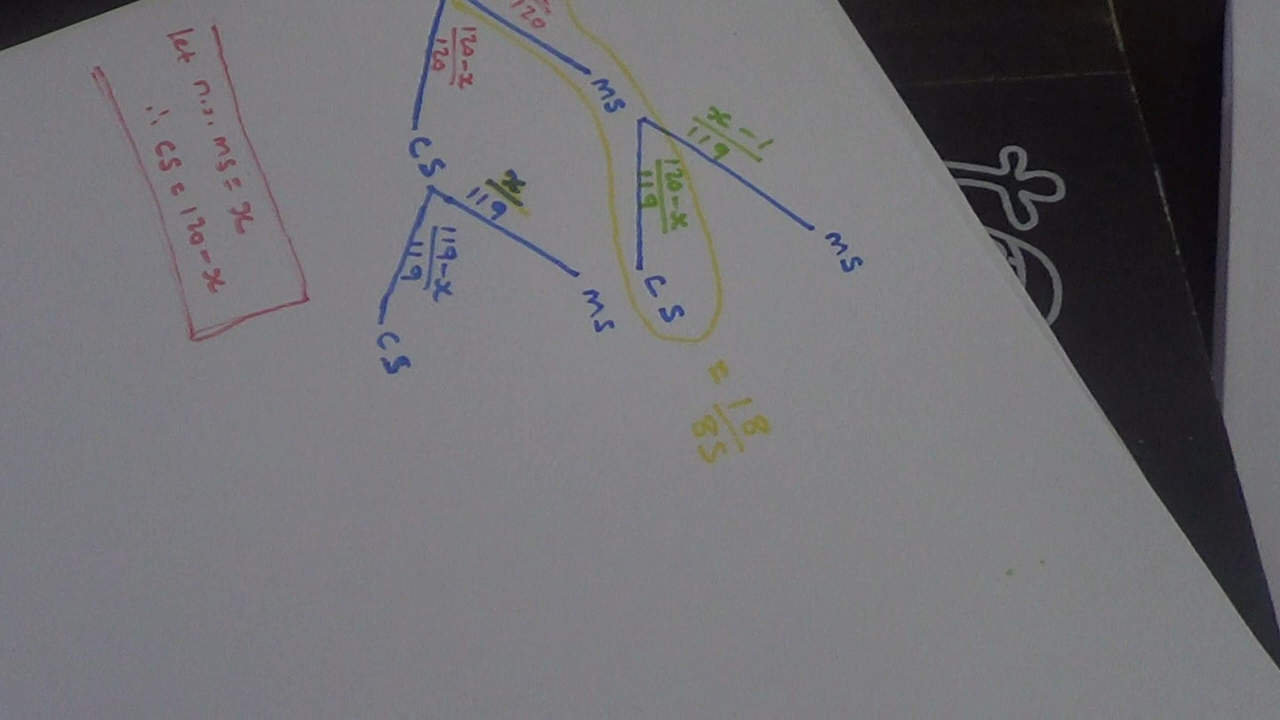 let n.o. MS = x
∴ CS = 120-x
120
120-x
120
MS
CS
x-1
119
120-x
119
MS
CS
x
119
119-x
119
MS
CS
= 18
85